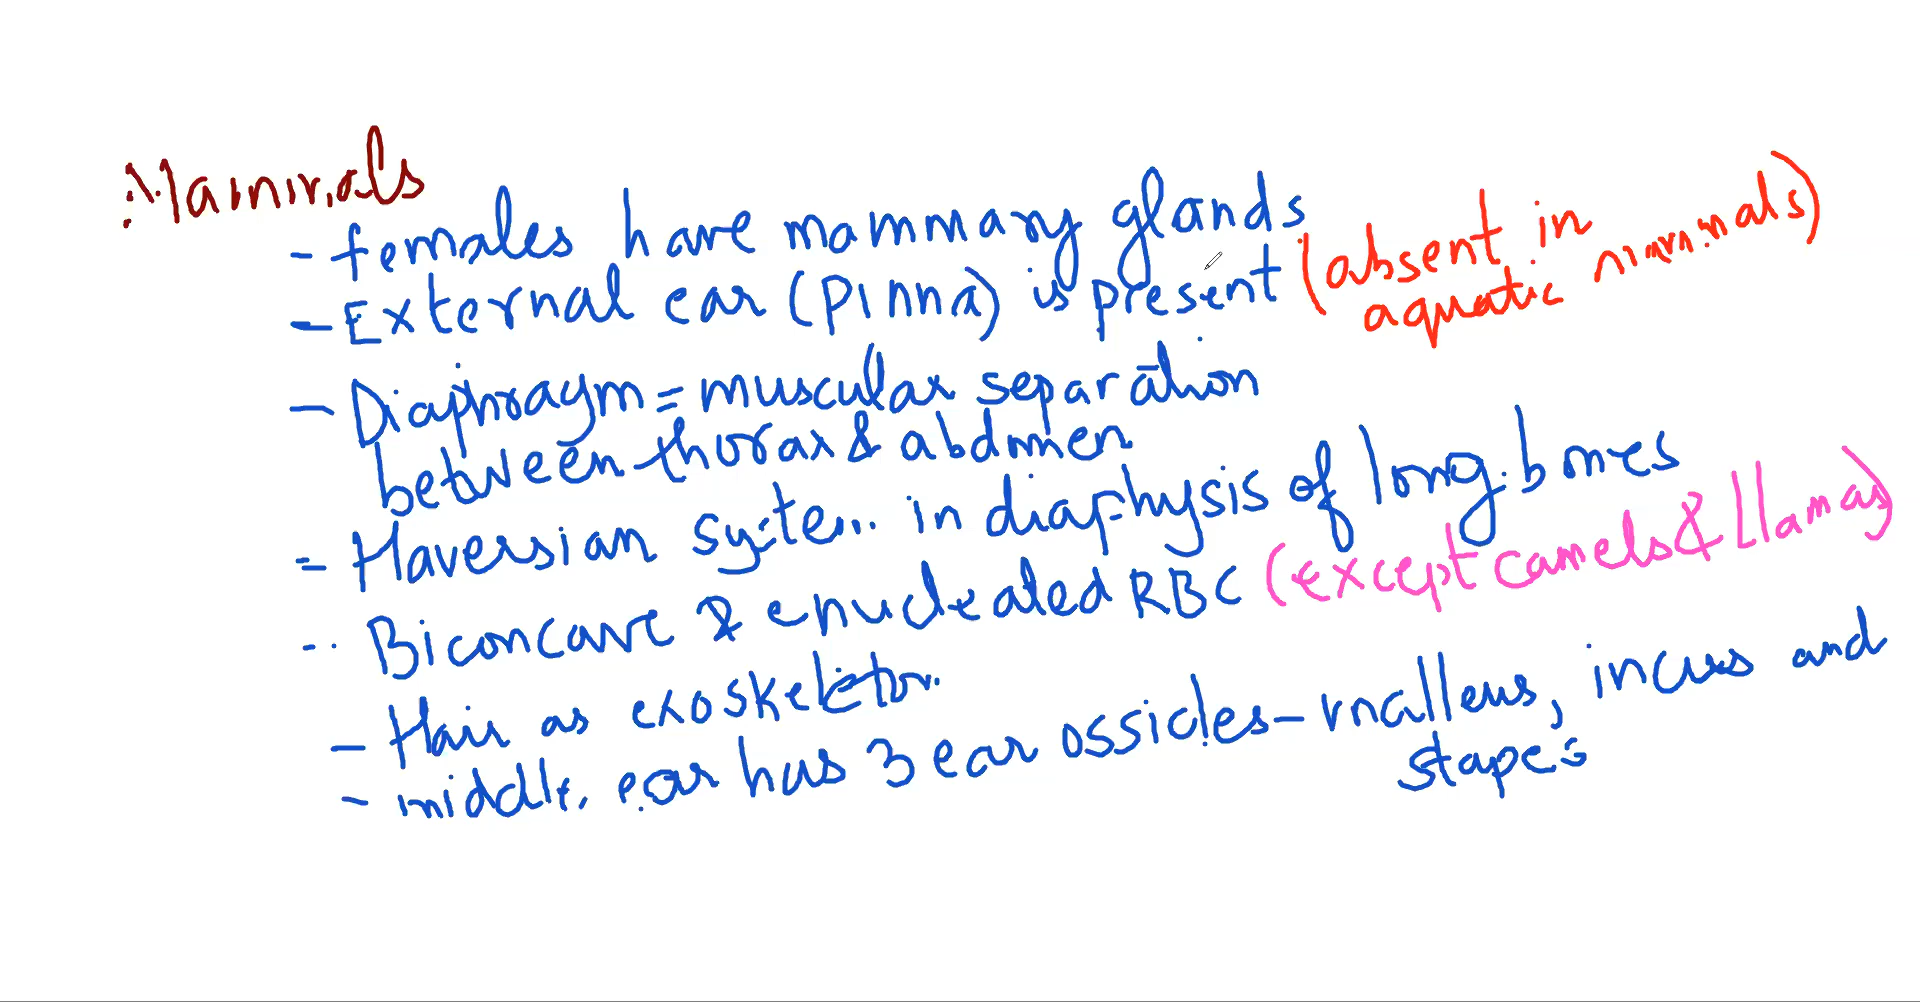 Mammals
- females have mammary glands
- External ear (Pinna) is present (absent in aquatic mammals)
- Diaphragm = muscular separation
between thorax & abdomen
- Haversian system in diaphysis of long bones
- Biconcave & enucleated RBC (except camels & Llamas)
- Hair as exoskeleton
- middle ear has 3 ear ossicles - malleus, incus and
stapes